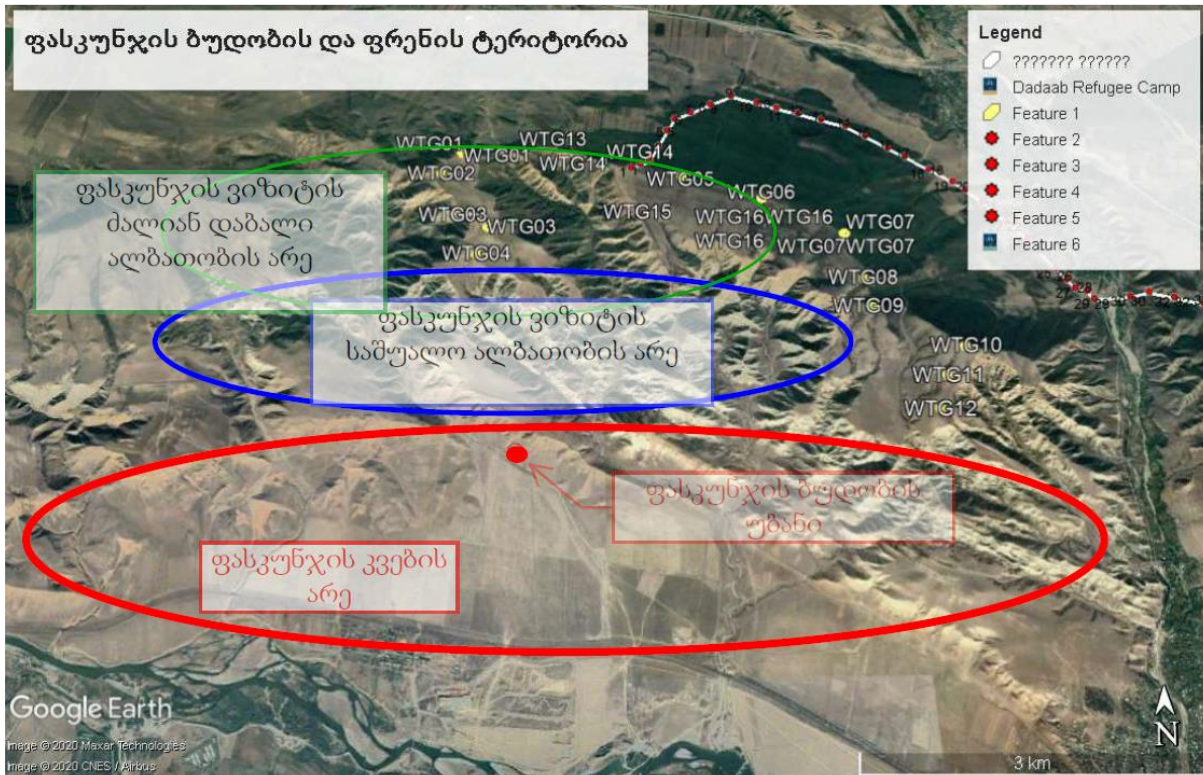 ფასკუნჯის ბუდობის და ფრენის ტერიტორია
Legend
??????? ??????
Dadaab Refugee Camp
Feature 1
Feature 2
Feature 3
Feature 4
Feature 5
Feature 6
WTG01
WTG01
WTG02
WTG13
WTG14
WTG14
WTG05
WTG06
WTG03
WTG03
WTG04
WTG15
WTG16
WTG16
WTG16
WTG07
WTG07
WTG07
WTG08
WTG09
WTG10
WTG11
WTG12
ფასკუნჯის ვიზიტის
ძალიან დაბალი
ალბათობის არე
ფასკუნჯის ვიზიტის
საშუალო ალბათობის არე
ფასკუნჯის ბუდობის
უბანი
ფასკუნჯის კვების
არე
Google Earth
Image © 2020 Maxar Technologies
Image © 2020 CNES / Airbus
N
3 km